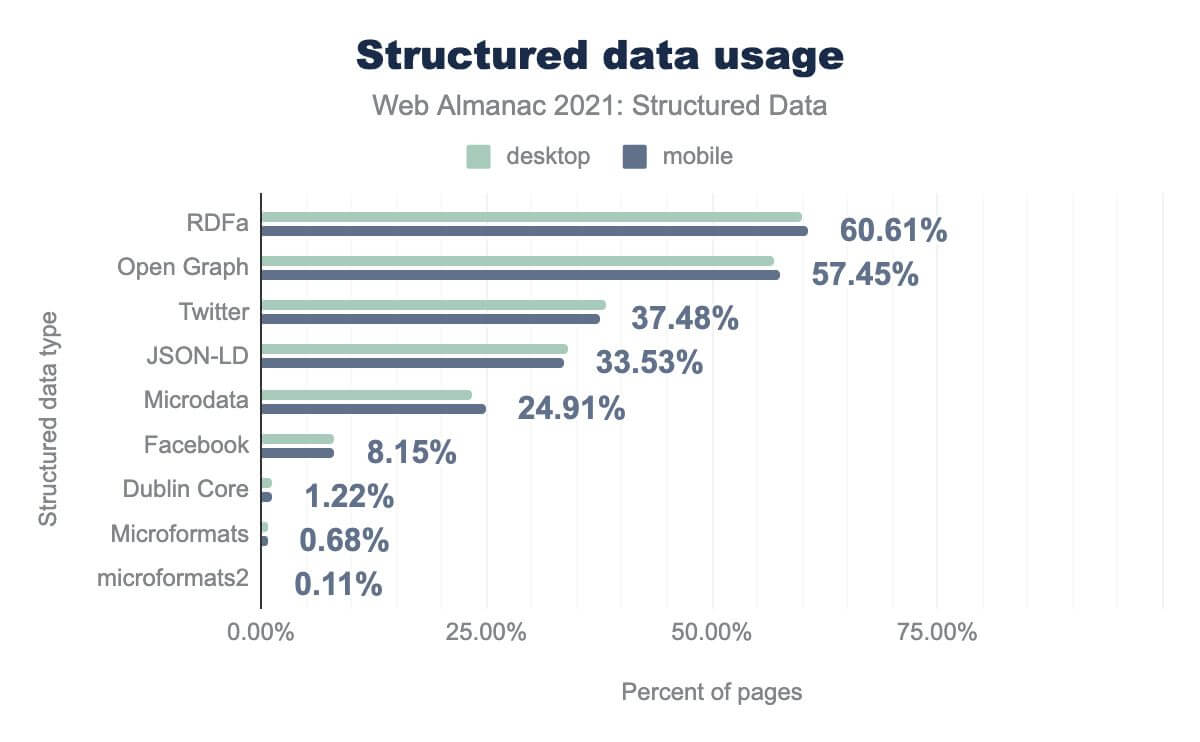 Structured data usage
Web Almanac 2021: Structured Data
desktop
mobile
Structured data type
RDFa
60.61%
Open Graph
57.45%
Twitter
37.48%
JSON-LD
33.53%
Microdata
24.91%
Facebook
8.15%
Dublin Core
1.22%
Microformats
0.68%
microformats2
0.11%
0.00%
25.00%
50.00%
75.00%
Percent of pages